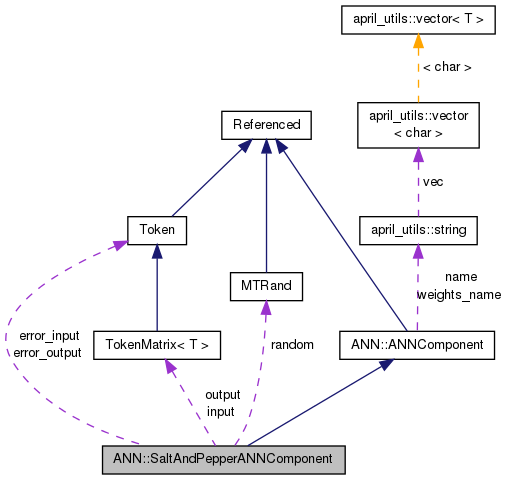 april_utils::vector< T >
< char >
april_utils::vector
< char >
Referenced
vec
Token
april_utils::string
MTRand
name
weights_name
error_input
error_output
TokenMatrix< T >
random
ANN::ANNComponent
output
input
ANN::SaltAndPepperANNComponent